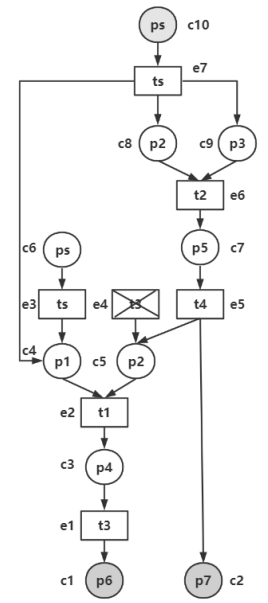 ps c10
ts e7
c8 p2 c9 p3
t2 e6
c6 ps p5 c7
e3 ts e4 t3 t4 e5
c4 p1 c5 p2
e2 t1
c3 p4
e1 t3
c1 p6 p7 c2